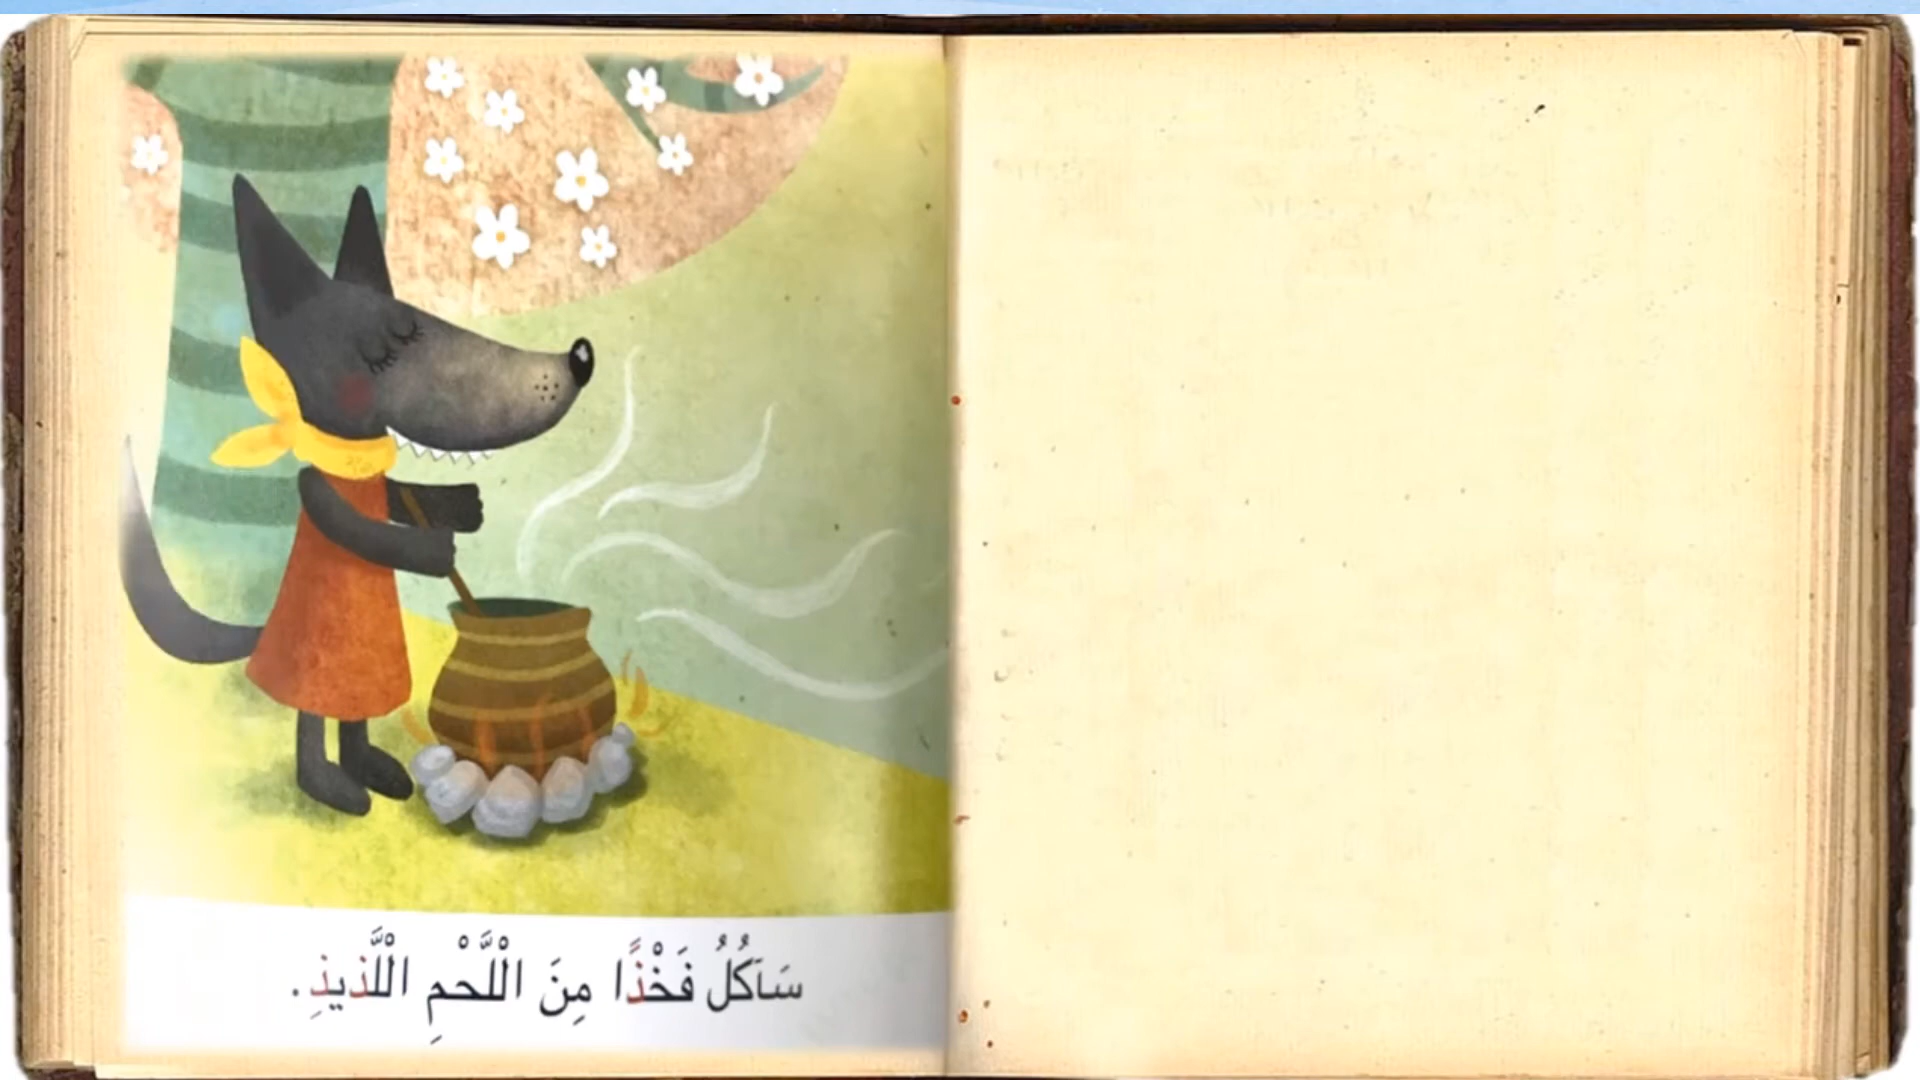 سَآكُلُ فَخْذًا مِنَ اللَّحْمِ اللَّذيذِ.